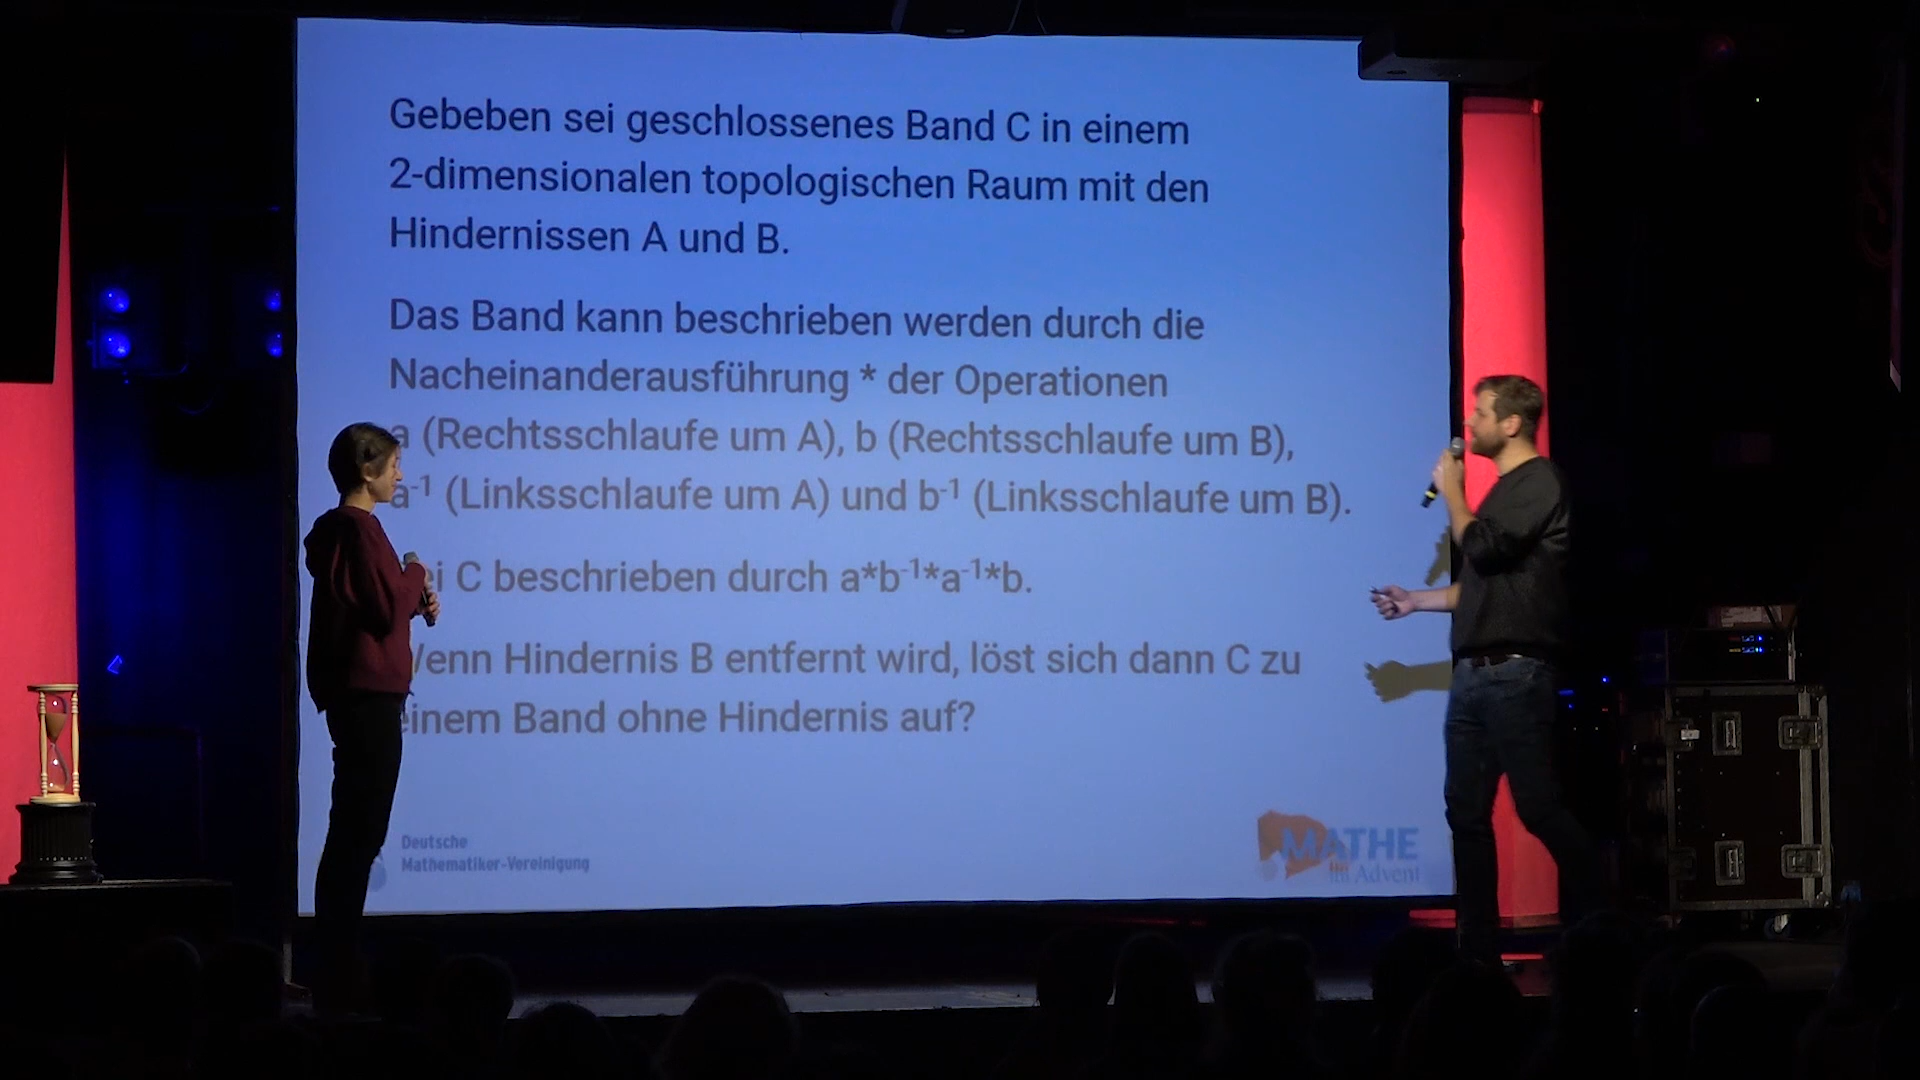 Gebeben sei geschlossenes Band C in einem
2-dimensionalen topologischen Raum mit den
Hindernissen A und B.
Das Band kann beschrieben werden durch die
Nacheinanderausführung * der Operationen
a (Rechtsschlaufe um A), b (Rechtsschlaufe um B),
a⁻¹ (Linksschlaufe um A) und b⁻¹ (Linksschlaufe um B).
i C beschrieben durch a*b⁻¹*a⁻¹*b.
enn Hindernis B entfernt wird, löst sich dann C zu
einem Band ohne Hindernis auf?
Deutsche
Mathematiker-Vereinigung
MATHE
im Advent